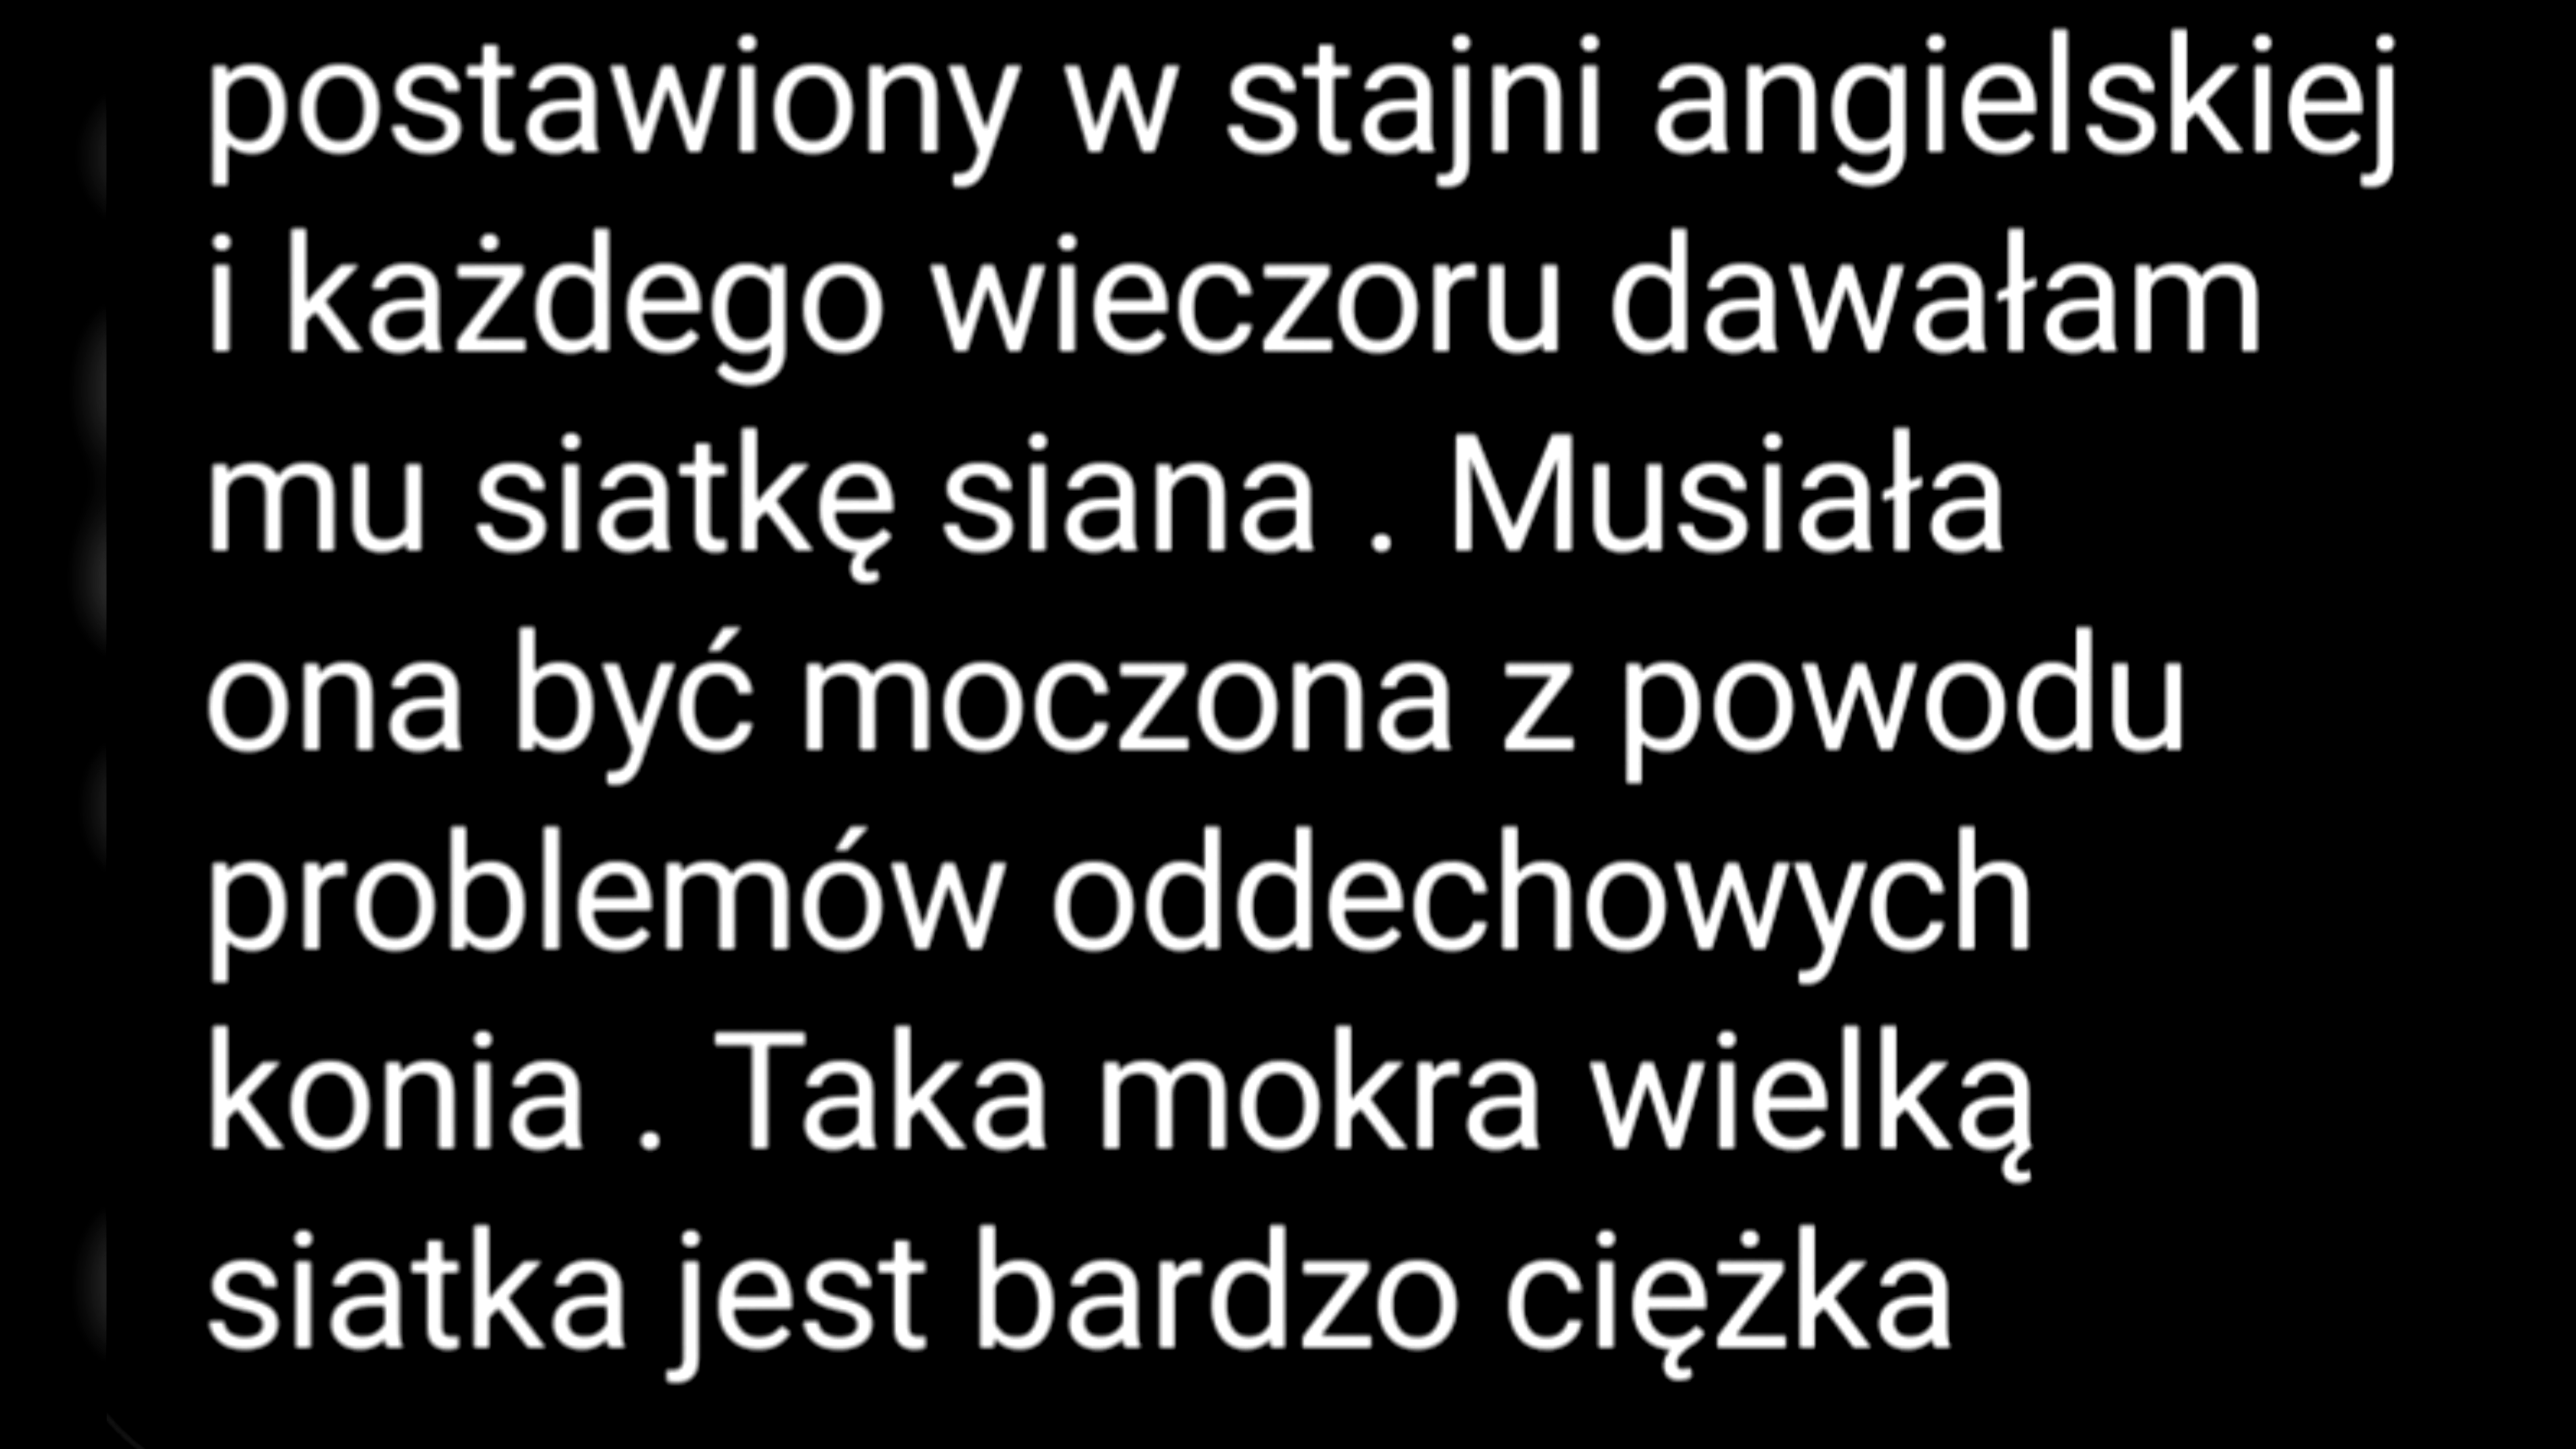 postawiony w stajni angielskiej
i każdego wieczoru dawałam
mu siatkę siana . Musiała
ona być moczona z powodu
problemów oddechowych
konia . Taka mokra wielką
siatka jest bardzo ciężka